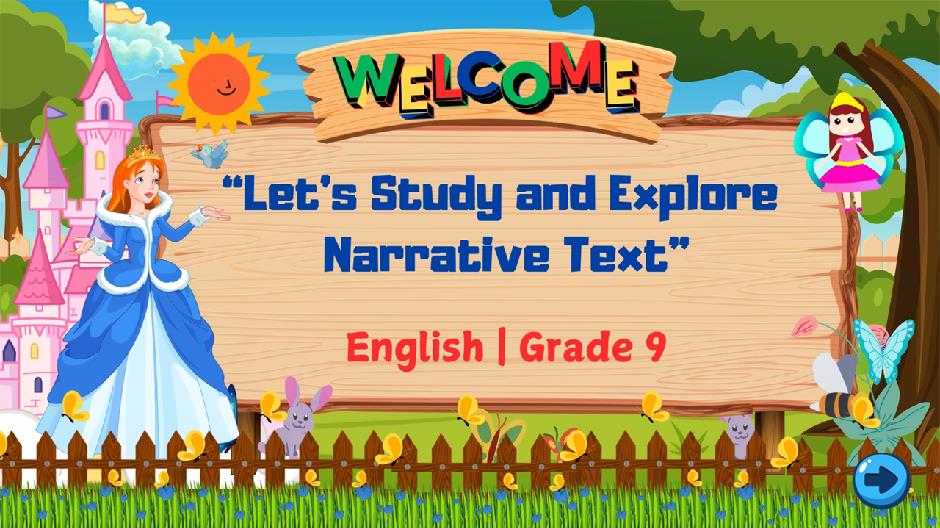 WELCOME
“Let’s Study and Explore
Narrative Text”
English | Grade 9